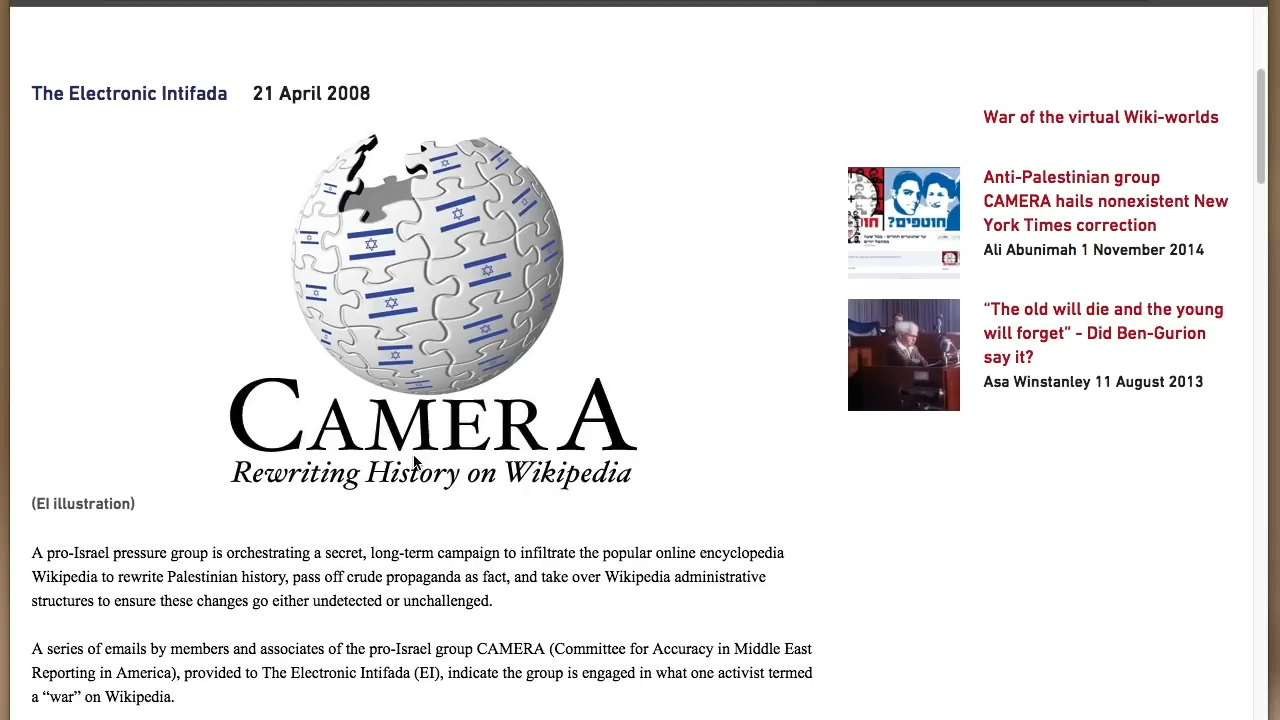 The Electronic Intifada 21 April 2008
CAMERA
Rewriting History on Wikipedia
(EI illustration)
A pro-Israel pressure group is orchestrating a secret, long-term campaign to infiltrate the popular online encyclopedia
Wikipedia to rewrite Palestinian history, pass off crude propaganda as fact, and take over Wikipedia administrative
structures to ensure these changes go either undetected or unchallenged.
A series of emails by members and associates of the pro-Israel group CAMERA (Committee for Accuracy in Middle East
Reporting in America), provided to The Electronic Intifada (EI), indicate the group is engaged in what one activist termed
a “war” on Wikipedia.
War of the virtual Wiki-worlds
חוטפים?
Anti-Palestinian group
CAMERA hails nonexistent New
York Times correction
Ali Abunimah 1 November 2014
“The old will die and the young
will forget” - Did Ben-Gurion
say it?
Asa Winstanley 11 August 2013